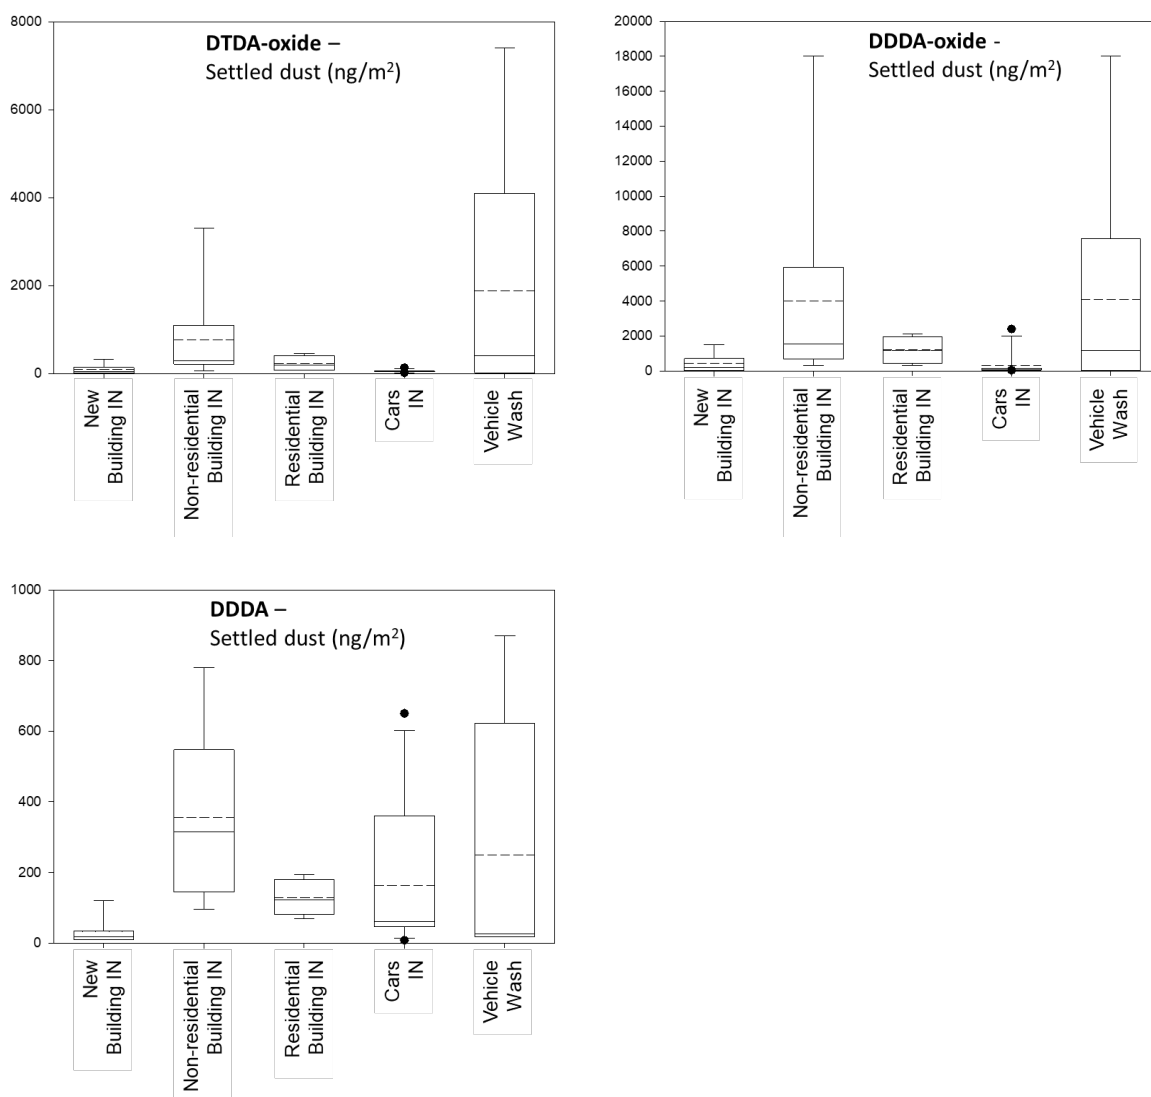 DTDA-oxide –
Settled dust (ng/m²)
8000
6000
4000
2000
0
New
Building IN
Non-residential
Building IN
Residential
Building IN
Cars
IN
Vehicle
Wash
DDDA-oxide -
Settled dust (ng/m²)
20000
18000
16000
14000
12000
10000
8000
6000
4000
2000
0
New
Building IN
Non-residential
Building IN
Residential
Building IN
Cars
IN
Vehicle
Wash
DDDA –
Settled dust (ng/m²)
1000
800
600
400
200
0
New
Building IN
Non-residential
Building IN
Residential
Building IN
Cars
IN
Vehicle
Wash